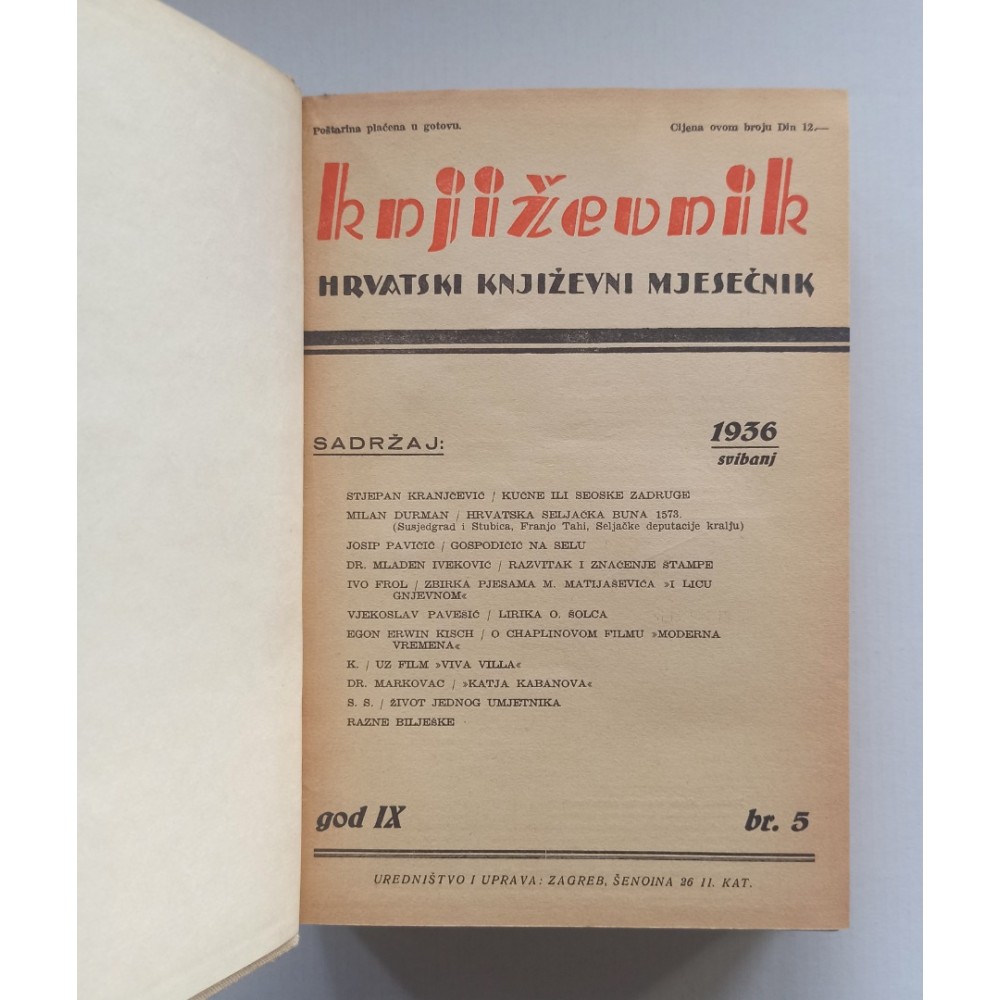 Poštarina plaćena u gotovu.
Cijena ovom broju Din 12.—
književnik
HRVATSKI KNJIŽEVNI MJESEČNIK
SADRŽAJ:
1936
svibanj
STJEPAN KRANJČEVIĆ / KUĆNE ILI SEOSKE ZADRUGE
MILAN DURMAN / HRVATSKA SELJAČKA BUNA 1573.
(Susjedgrad i Stubica, Franjo Tahi, Seljačke deputacije kralju)
JOSIP PAVIČIĆ / GOSPODIČIĆ NA SELU
DR. MLADEN IVEKOVIĆ / RAZVITAK I ZNAČENJE ŠTAMPE
IVO FROL / ZBIRKA PJESAMA M. MATIJAŠEVIĆA »I LICU
GNJEVNOM«
VJEKOSLAV PAVEŠIĆ / LIRIKA O. ŠOLCA
EGON ERWIN KISCH / O CHAPLINOVOM FILMU »MODERNA
VREMENA«
K. / UZ FILM »VIVA VILLA«
DR. MARKOVAC / »KATJA KABANOVA«
S. S. / ŽIVOT JEDNOG UMJETNIKA
RAZNE BILJEŠKE
god IX
br. 5
UREDNIŠTVO I UPRAVA: ZAGREB, ŠENOINA 26 II. KAT.